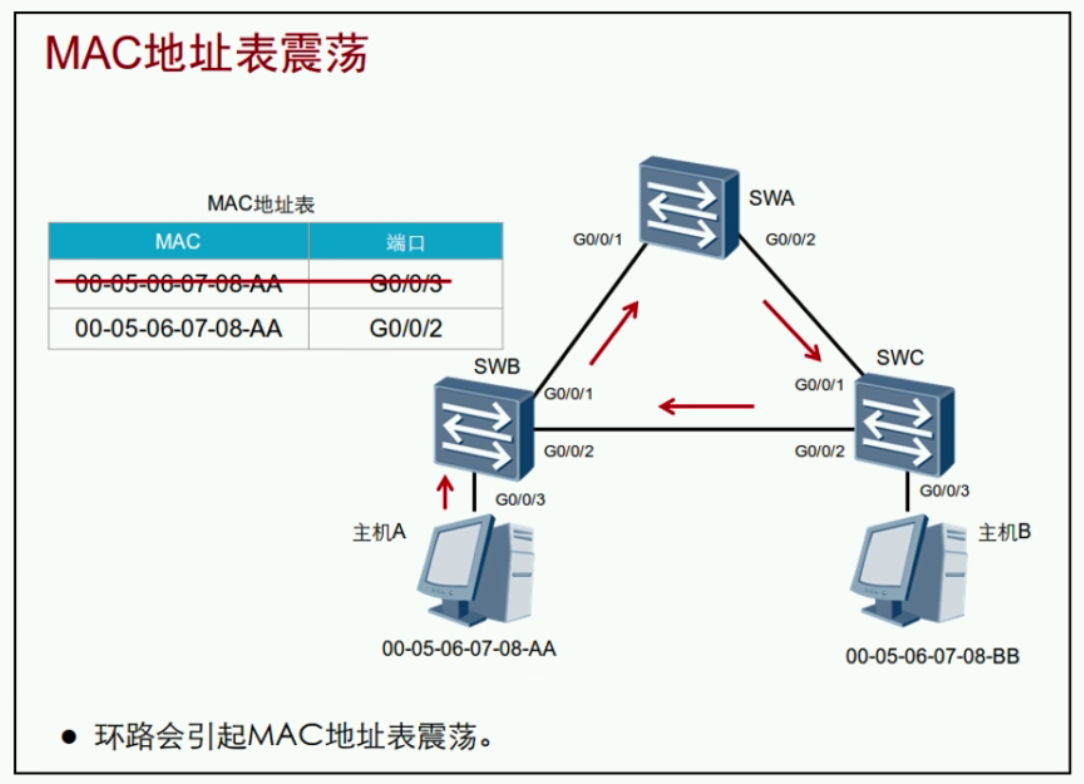 MAC地址表震荡
MAC地址表
MAC 端口
00-05-06-07-08-AA G0/0/3
00-05-06-07-08-AA G0/0/2
SWA
G0/0/1 G0/0/2
SWB
SWC
G0/0/1 G0/0/1
G0/0/2 G0/0/2
G0/0/3 G0/0/3
主机A 主机B
00-05-06-07-08-AA 00-05-06-07-08-BB
● 环路会引起MAC地址表震荡。